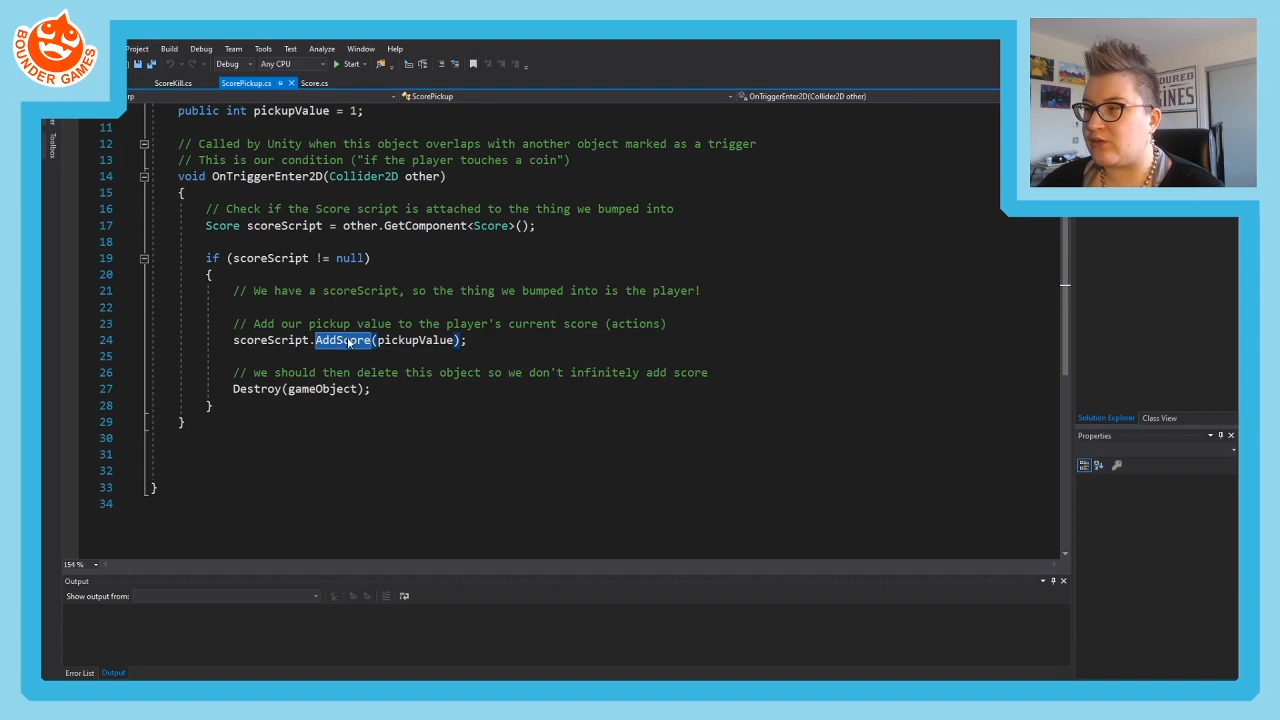 BOUNDER GAMES
Project Build Debug Team Tools Test Analyze Window Help
Debug Any CPU Start
ScoreKill.cs ScorePickup.cs Score.cs
ScorePickup OnTriggerEnter2D(Collider2D other)
Toolbox
public int pickupValue = 1;
11
12 // Called by Unity when this object overlaps with another object marked as a trigger
13 // This is our condition ("if the player touches a coin")
14 void OnTriggerEnter2D(Collider2D other)
15 {
16 // Check if the Score script is attached to the thing we bumped into
17 Score scoreScript = other.GetComponent<Score>();
18
19 if (scoreScript != null)
20 {
21 // We have a scoreScript, so the thing we bumped into is the player!
22
23 // Add our pickup value to the player's current score (actions)
24 scoreScript.AddScore(pickupValue);
25
26 // we should then delete this object so we don't infinitely add score
27 Destroy(gameObject);
28 }
29 }
30
31
32
33 }
34
154 %
Output
Show output from:
Error List Output
Solution Explorer Class View
Properties